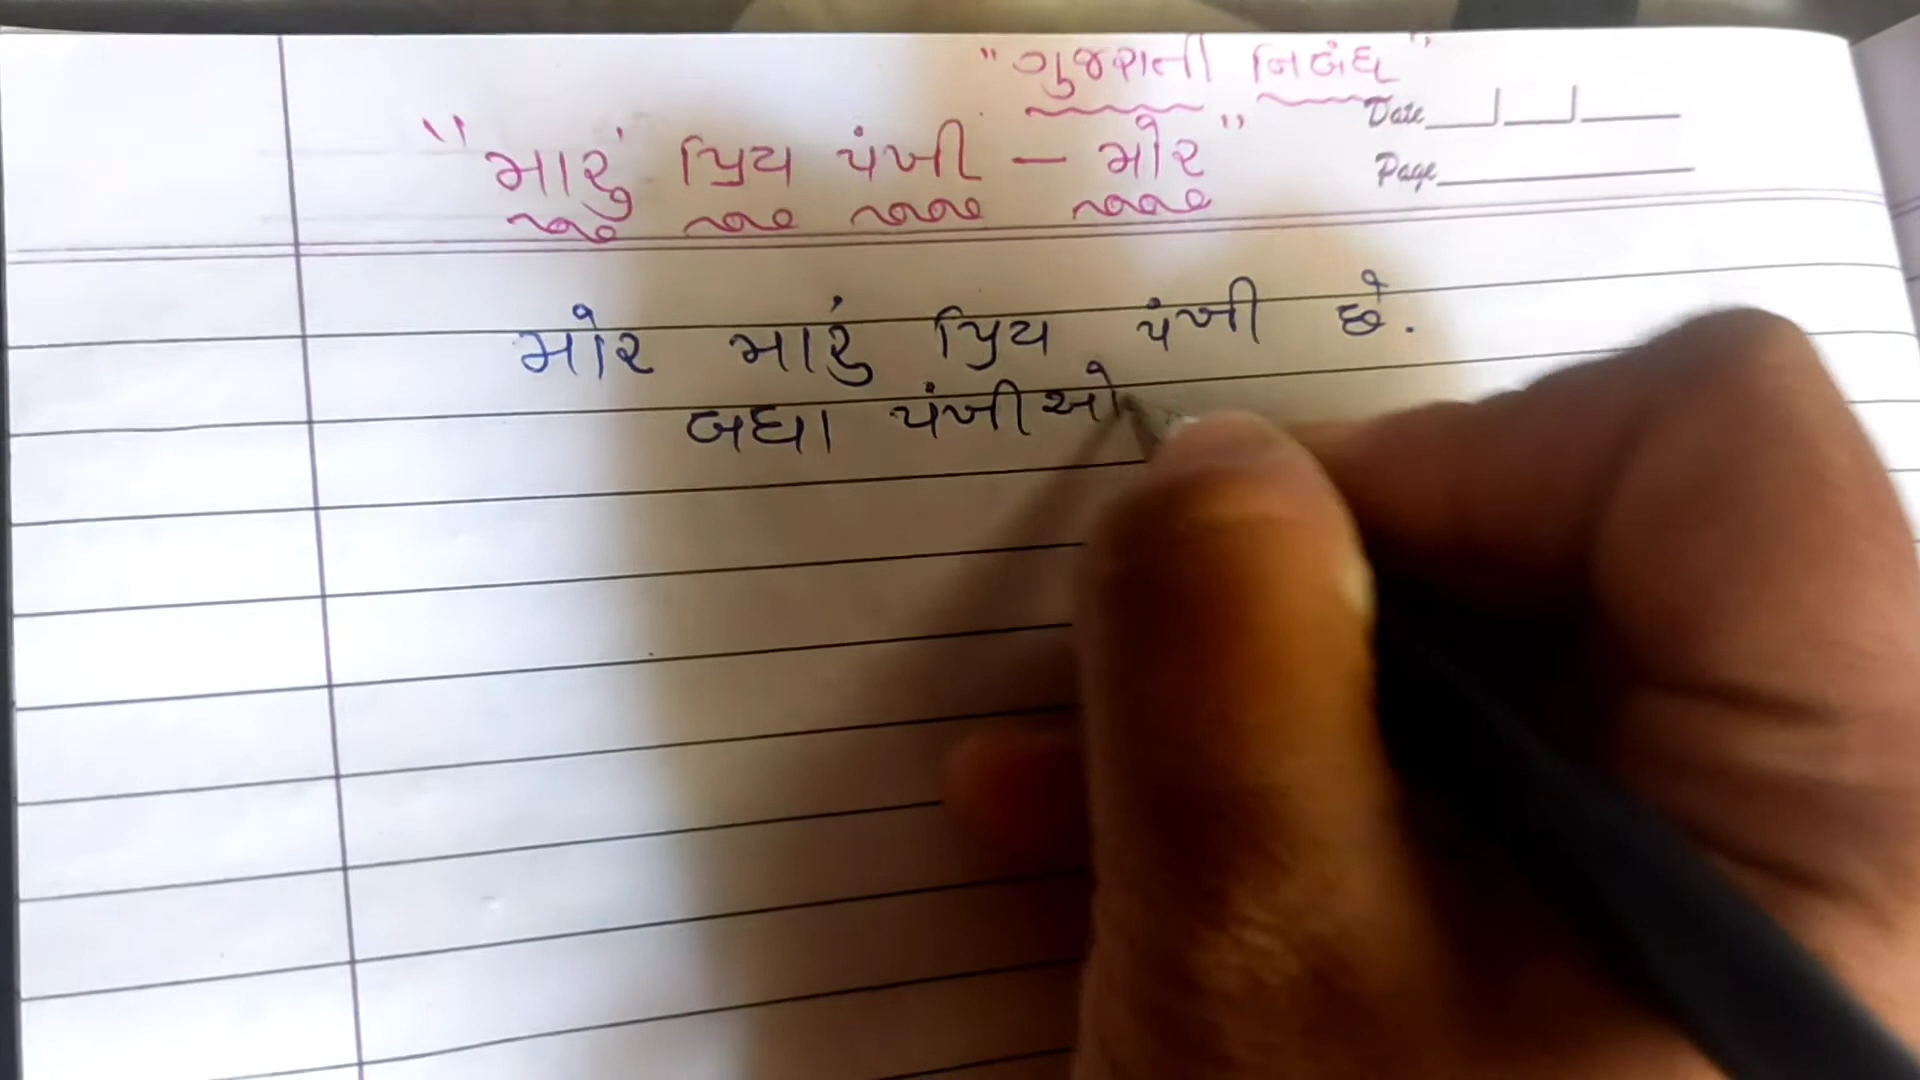 "ગુજરાતી નિબંધ"
Date
"મારું પ્રિય પંખી – મોર"
Page
મોર મારું પ્રિય પંખી છે.
બધા પંખીઓ